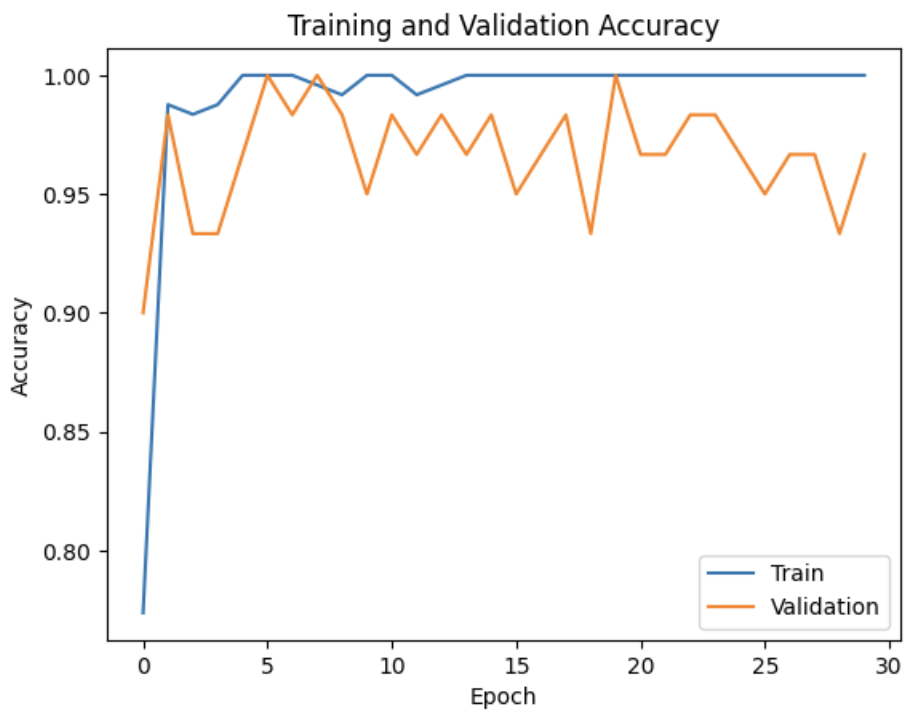 Training and Validation Accuracy
1.00
0.95
0.90
0.85
0.80
Accuracy
Train
Validation
0 5 10 15 20 25 30
Epoch